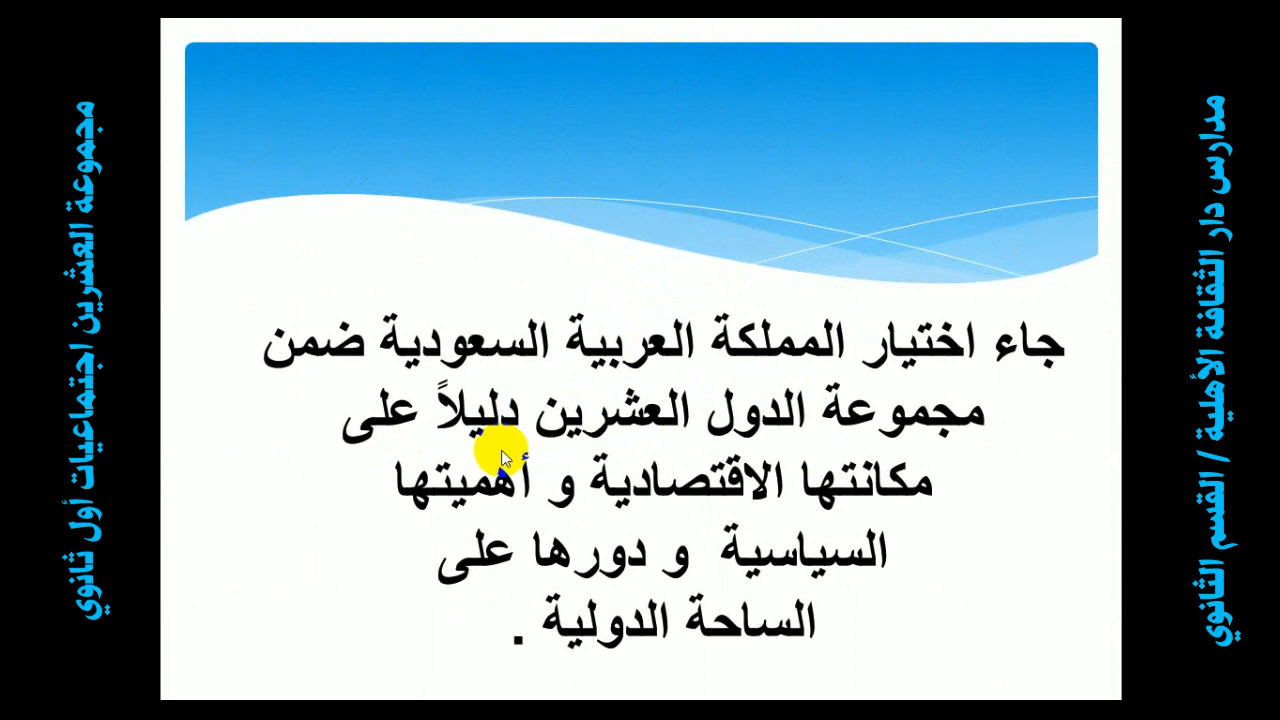 مدارس دار الثقافة الأهلية / القسم الثانوي
جاء اختيار المملكة العربية السعودية ضمن
مجموعة الدول العشرين دليلاً على
مكانتها الاقتصادية و أهميتها
السياسية و دورها على
الساحة الدولية .
مجموعة العشرين اجتماعيات أول ثانوي